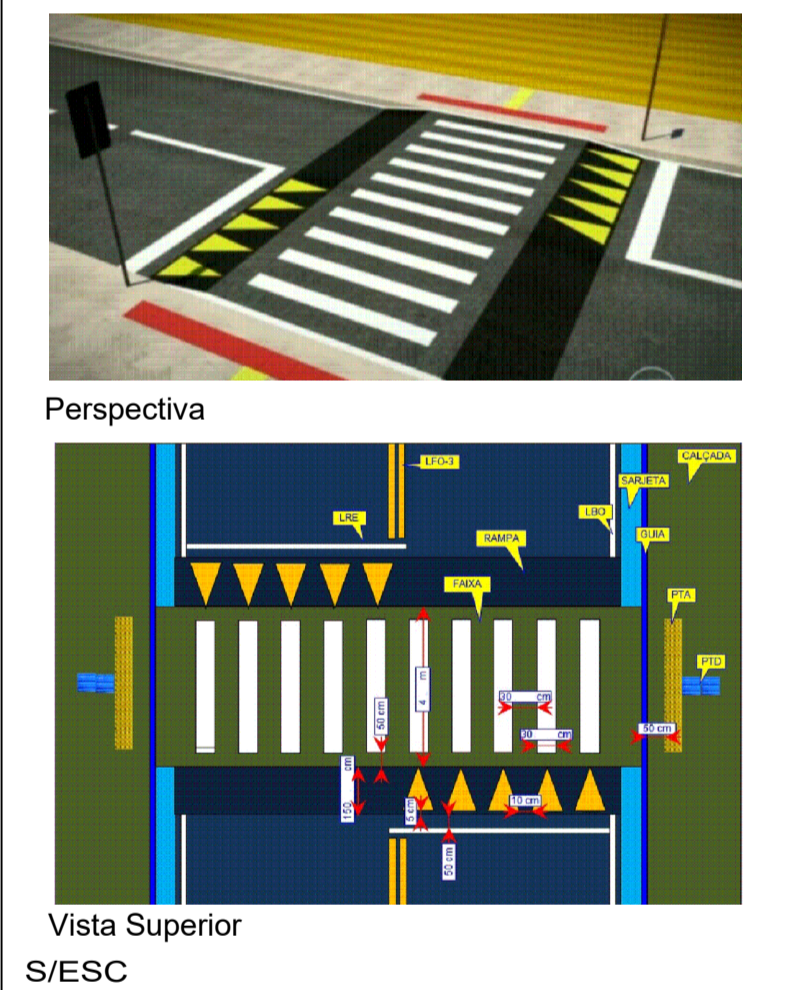 Perspectiva
LFO-3
CALÇADA
SARJETA
LRE
LBO
RAMPA
GUIA
FAIXA
PTA
PTD
4 m
30 cm
50 cm
50 cm
30 cm
150 cm
10 cm
5 cm
50 cm
Vista Superior
S/ESC